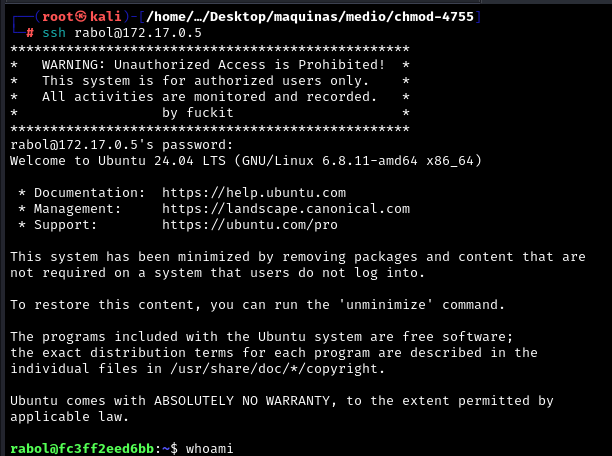 ┌──(root㉿kali)-[/home/…/Desktop/maquinas/medio/chmod-4755]
└─# ssh rabol@172.17.0.5
**************************************************
*   WARNING: Unauthorized Access is Prohibited!  *
*   This system is for authorized users only.    *
*   All activities are monitored and recorded.   *
*                  by fuckit                     *
**************************************************
rabol@172.17.0.5's password:
Welcome to Ubuntu 24.04 LTS (GNU/Linux 6.8.11-amd64 x86_64)
* Documentation:  https://help.ubuntu.com
* Management:     https://landscape.canonical.com
* Support:        https://ubuntu.com/pro
This system has been minimized by removing packages and content that are
not required on a system that users do not log into.
To restore this content, you can run the 'unminimize' command.
The programs included with the Ubuntu system are free software;
the exact distribution terms for each program are described in the
individual files in /usr/share/doc/*/copyright.
Ubuntu comes with ABSOLUTELY NO WARRANTY, to the extent permitted by
applicable law.
rabol@fc3ff2eed6bb:~$ whoami